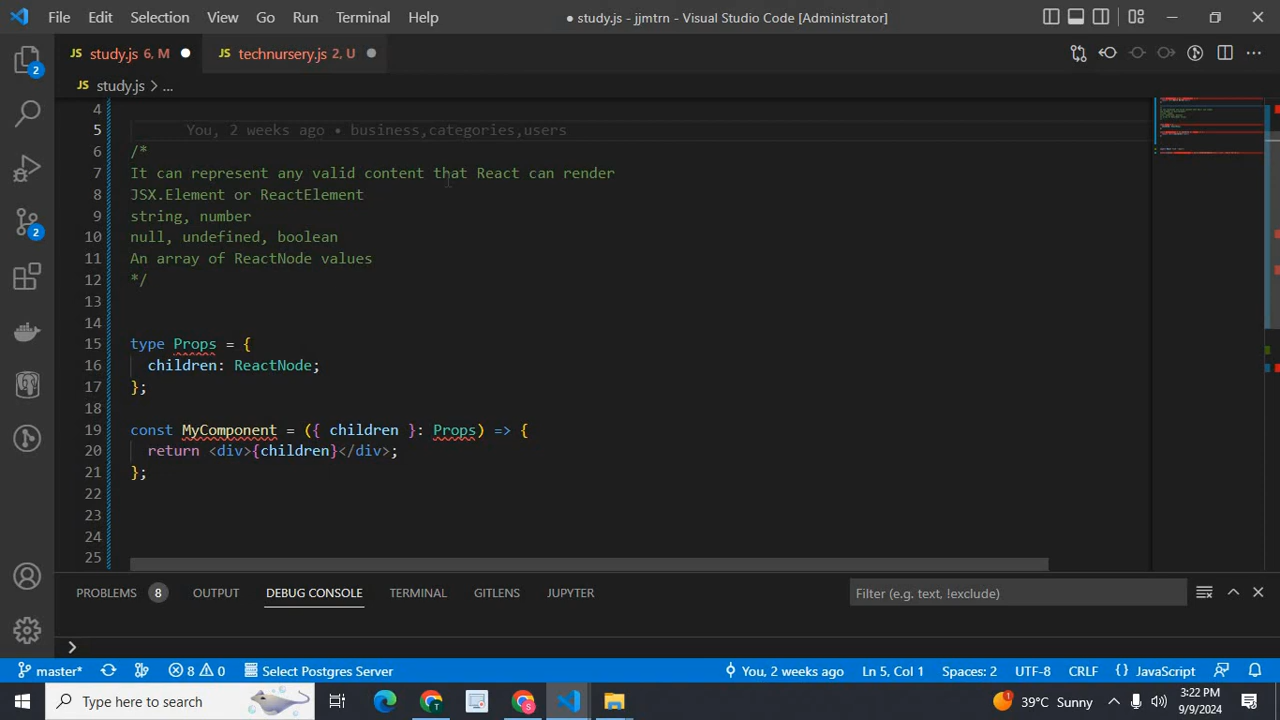 File Edit Selection View Go Run Terminal Help
● study.js - jjmtrn - Visual Studio Code [Administrator]
JS study.js 6, M ●
JS technursery.js 2, U ●
JS study.js > ...
2
2
4
5 You, 2 weeks ago • business,categories,users
6 /*
7 It can represent any valid content that React can render
8 JSX.Element or ReactElement
9 string, number
10 null, undefined, boolean
11 An array of ReactNode values
12 */
13
14
15 type Props = {
16 children: ReactNode;
17 };
18
19 const MyComponent = ({ children }: Props) => {
20 return <div>{children}</div>;
21 };
22
23
24
25
PROBLEMS 8 OUTPUT DEBUG CONSOLE TERMINAL GITLENS JUPYTER
Filter (e.g. text, !exclude)
>
master* 8 0 Select Postgres Server You, 2 weeks ago Ln 5, Col 1 Spaces: 2 UTF-8 CRLF {} JavaScript
Type here to search
1 39°C Sunny
3:22 PM
9/9/2024